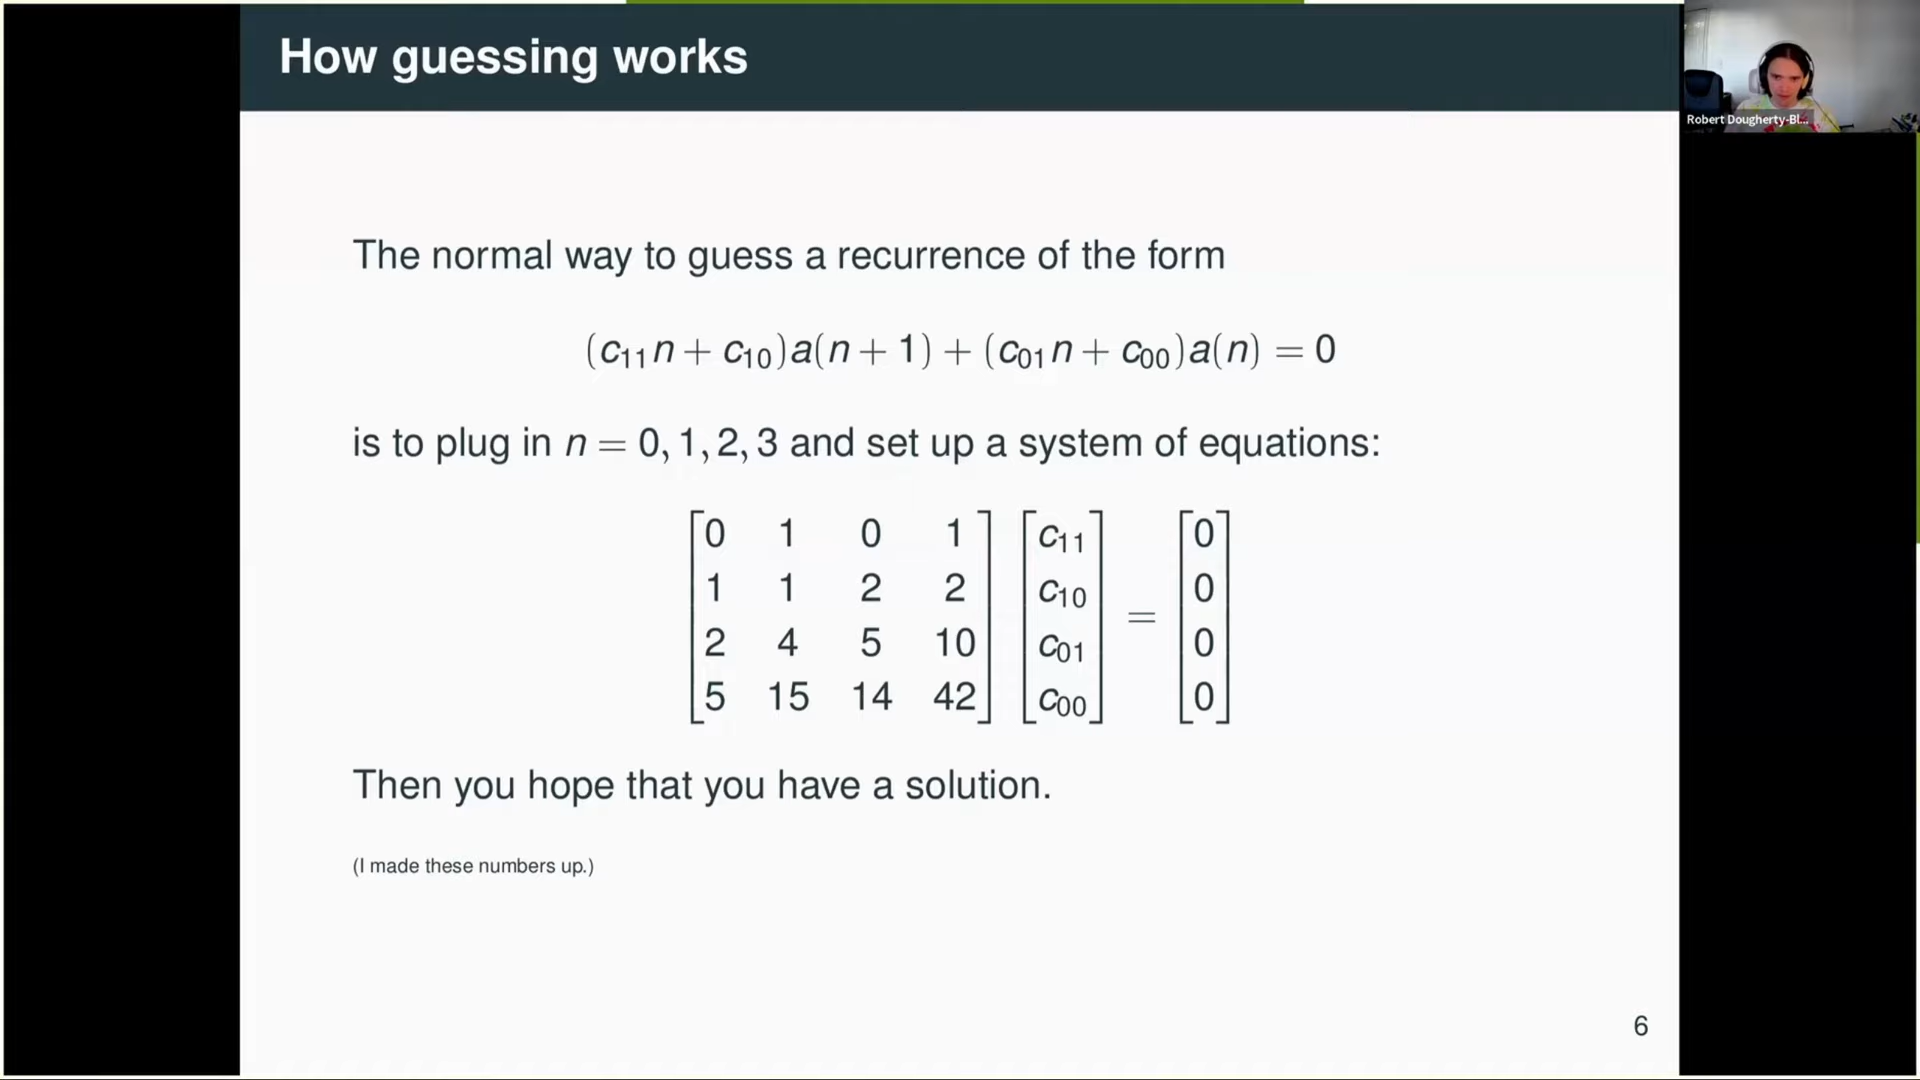 How guessing works
Robert Dougherty-Bl...
The normal way to guess a recurrence of the form
(c₁₁n + c₁₀)a(n + 1) + (c₀₁n + c₀₀)a(n) = 0
is to plug in n = 0, 1, 2, 3 and set up a system of equations:
[0 1 0 1] [c₁₁] [0]
[1 1 2 2] [c₁₀] [0]
[2 4 5 10] [c₀₁] = [0]
[5 15 14 42] [c₀₀] [0]
Then you hope that you have a solution.
(I made these numbers up.)
6